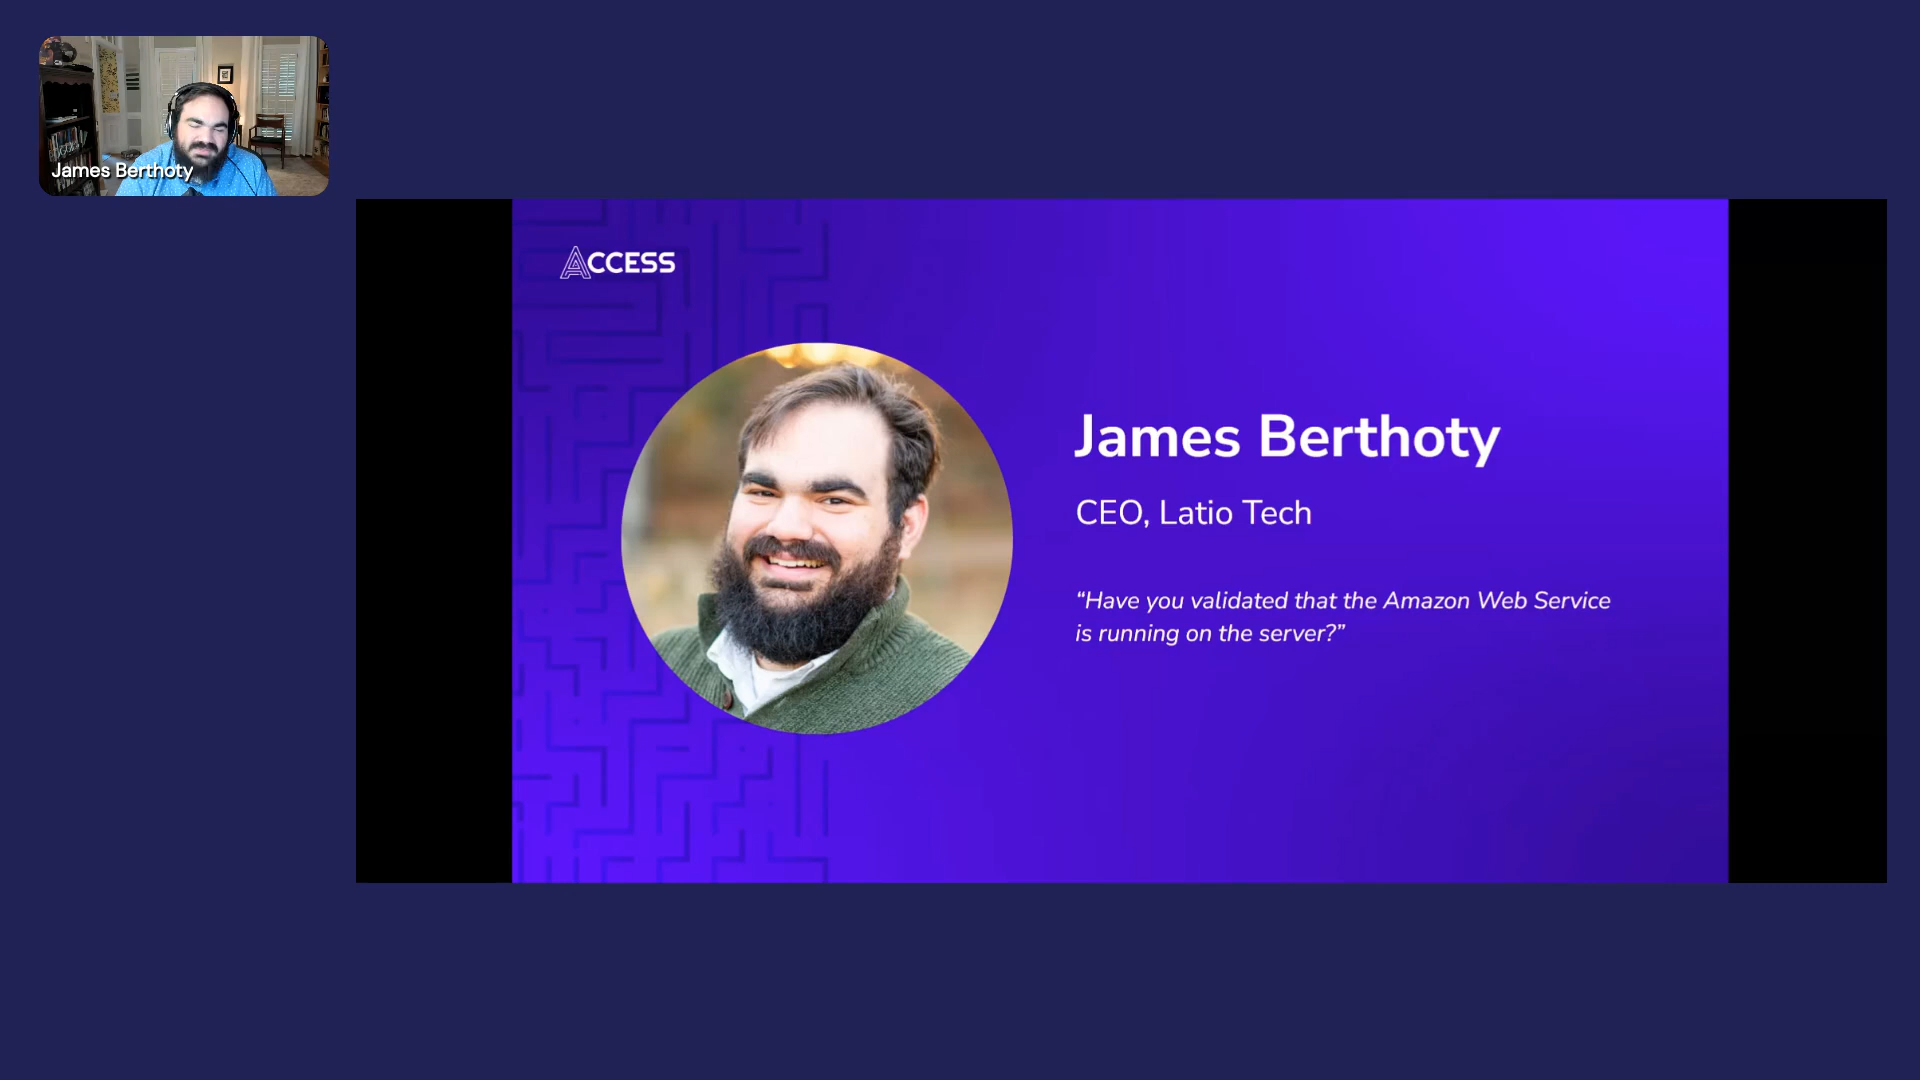 James Berthoty
ACCESS
James Berthoty
CEO, Latio Tech
“Have you validated that the Amazon Web Service
is running on the server?”